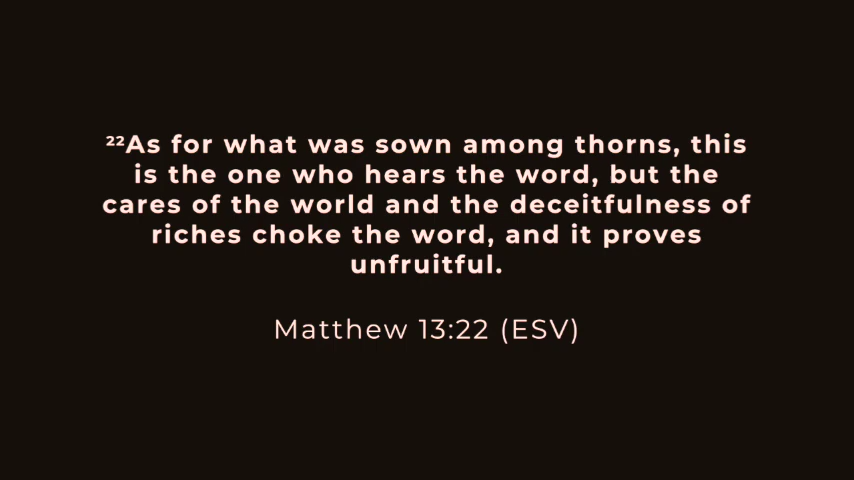 ²²As for what was sown among thorns, this
is the one who hears the word, but the
cares of the world and the deceitfulness of
riches choke the word, and it proves
unfruitful.
Matthew 13:22 (ESV)